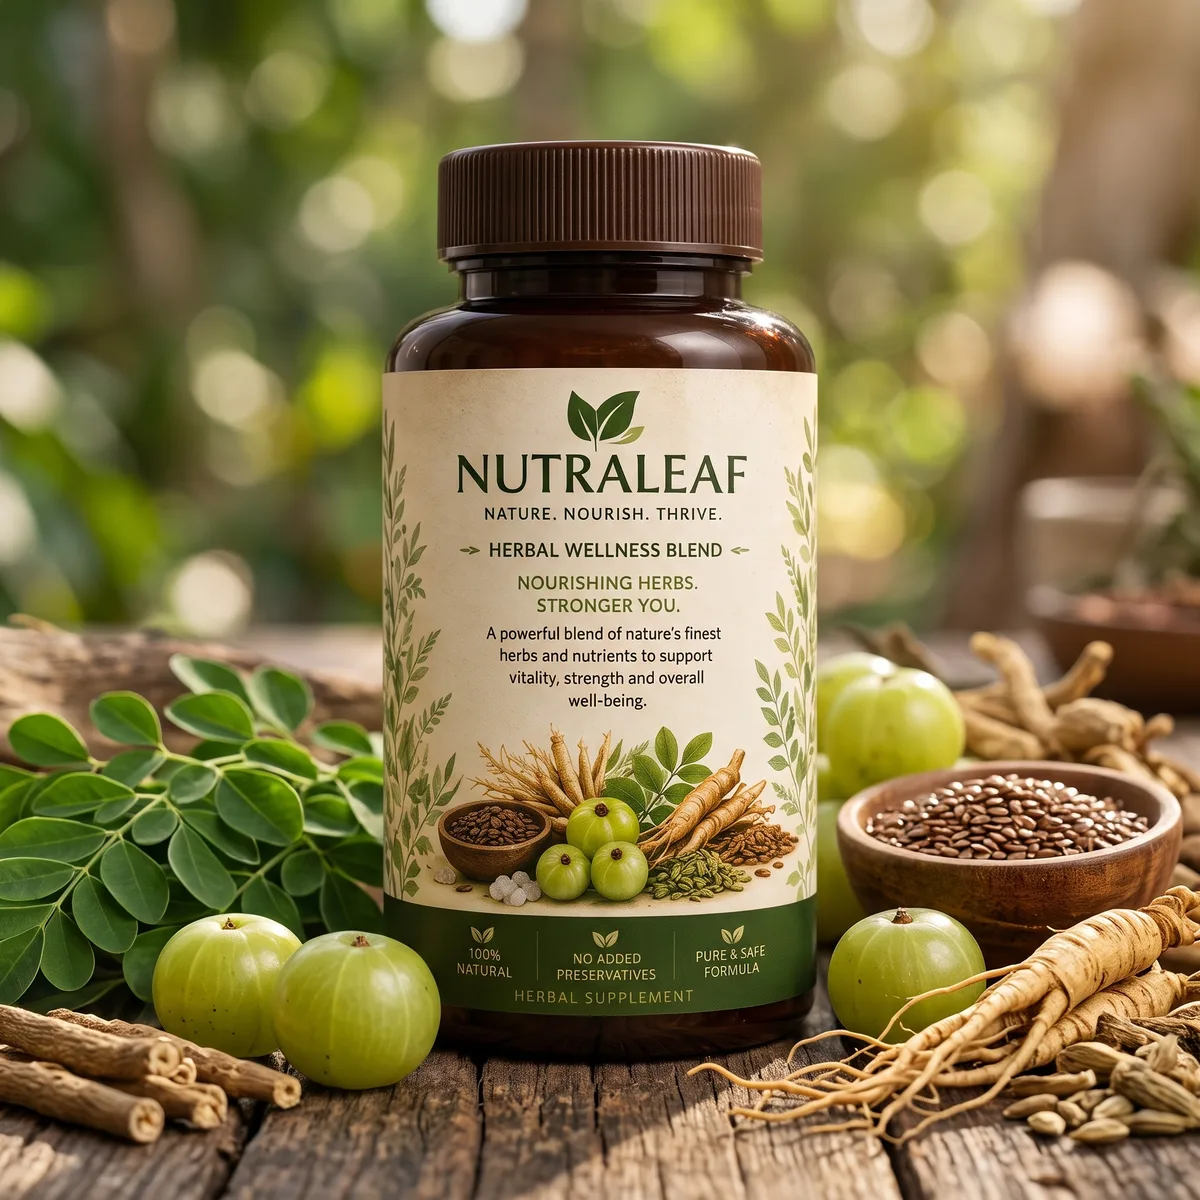 NUTRALEAF
NATURE. NOURISH. THRIVE.
HERBAL WELLNESS BLEND
NOURISHING HERBS.
STRONGER YOU.
A powerful blend of nature's finest
herbs and nutrients to support
vitality, strength and overall
well-being.
100%
NATURAL
NO ADDED
PRESERVATIVES
PURE & SAFE
FORMULA
HERBAL SUPPLEMENT